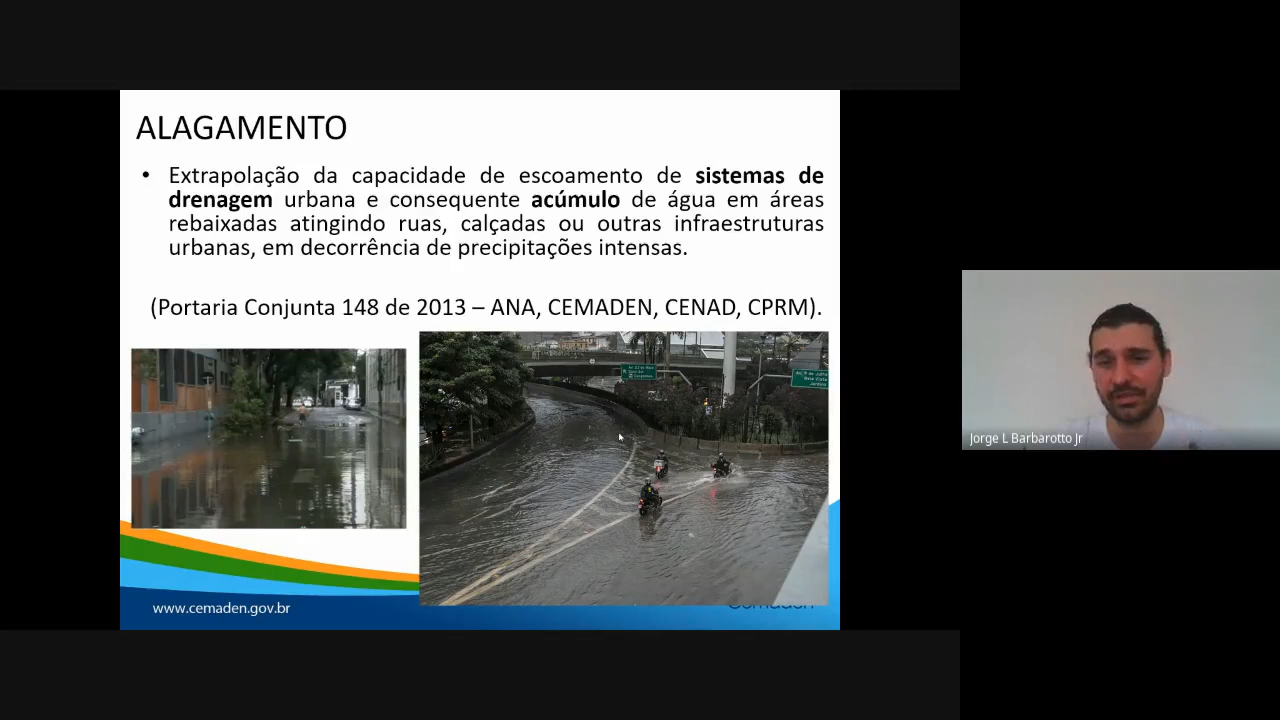 ALAGAMENTO
• Extrapolação da capacidade de escoamento de sistemas de
drenagem urbana e consequente acúmulo de água em áreas
rebaixadas atingindo ruas, calçadas ou outras infraestruturas
urbanas, em decorrência de precipitações intensas.
(Portaria Conjunta 148 de 2013 – ANA, CEMADEN, CENAD, CPRM).
www.cemaden.gov.br
Cemaden
Jorge L Barbarotto Jr